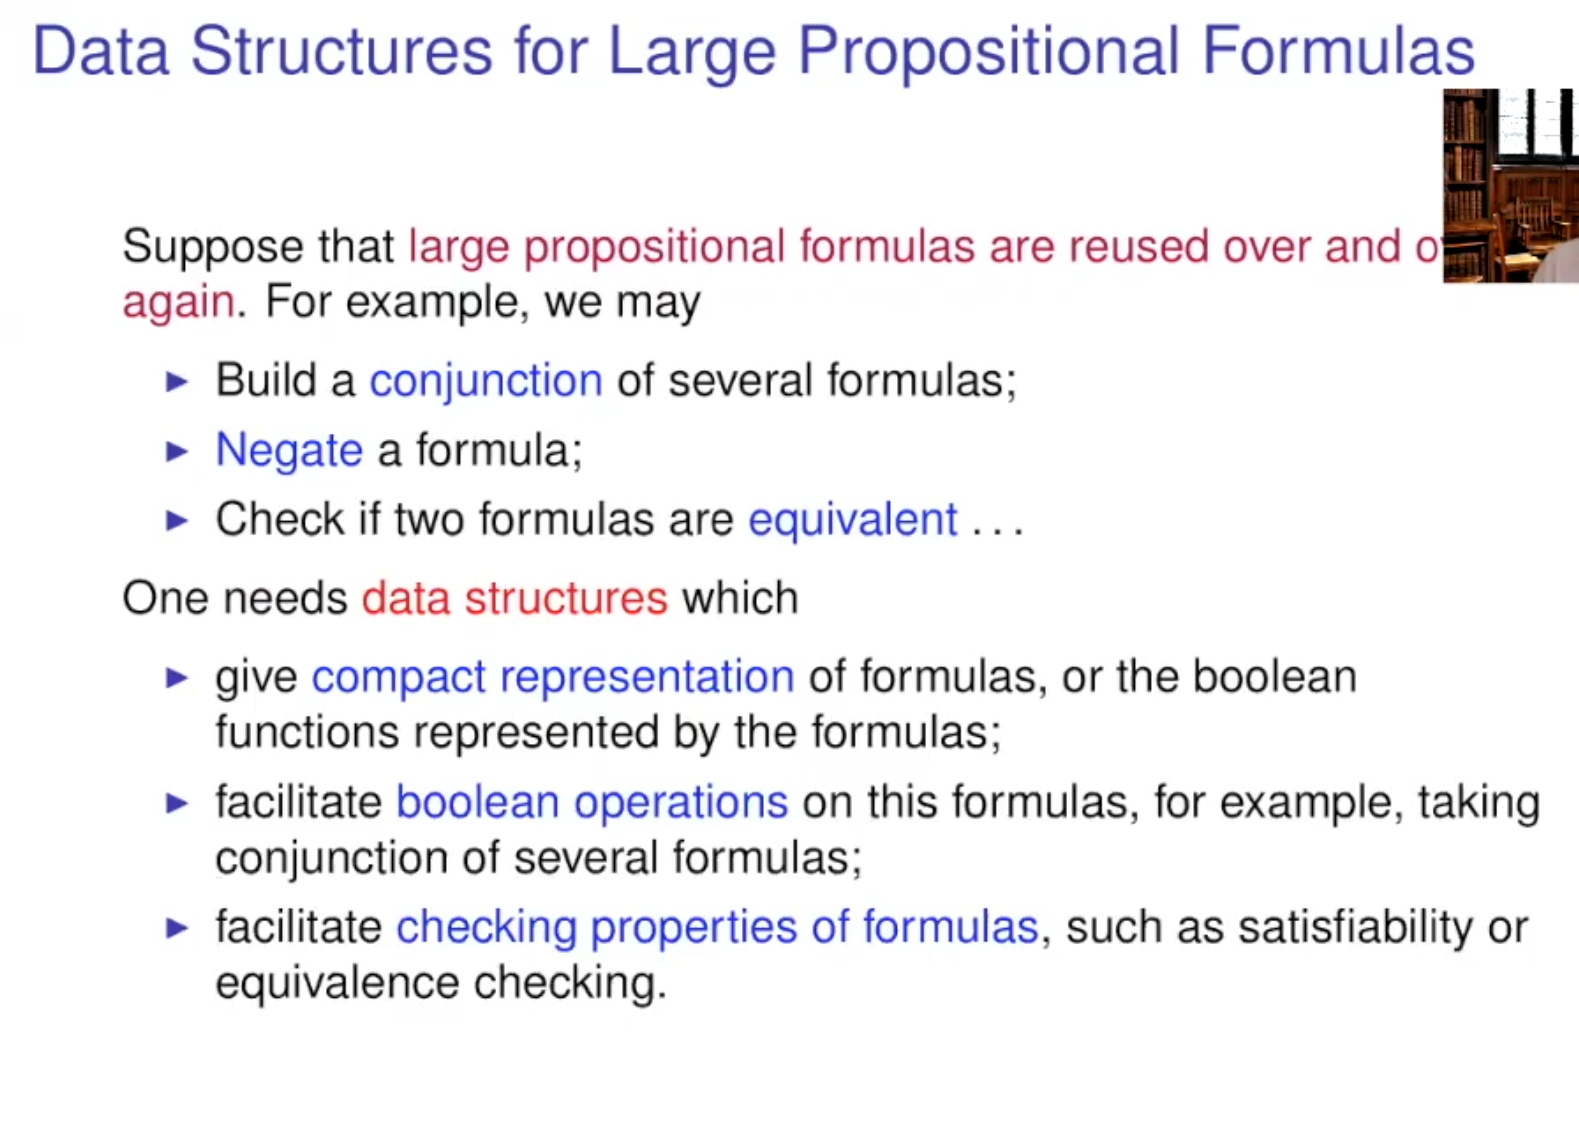 Data Structures for Large Propositional Formulas
Suppose that large propositional formulas are reused over and
again. For example, we may
▶ Build a conjunction of several formulas;
▶ Negate a formula;
▶ Check if two formulas are equivalent . . .
One needs data structures which
▶ give compact representation of formulas, or the boolean
functions represented by the formulas;
▶ facilitate boolean operations on this formulas, for example, taking
conjunction of several formulas;
▶ facilitate checking properties of formulas, such as satisfiability or
equivalence checking.